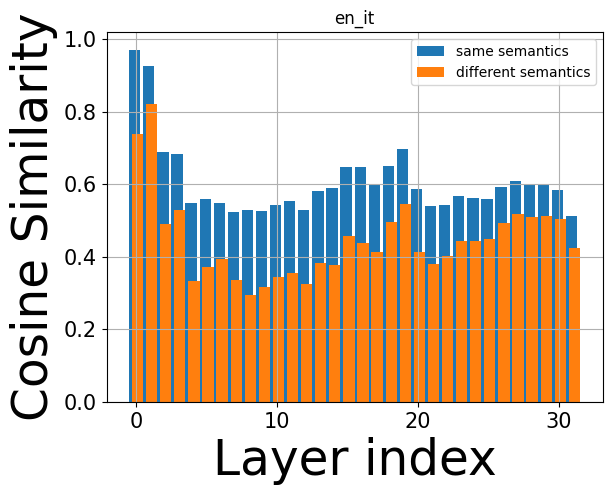 en_it
same semantics
different semantics
Cosine Similarity
1.0
0.8
0.6
0.4
0.2
0.0
0 10 20 30
Layer index